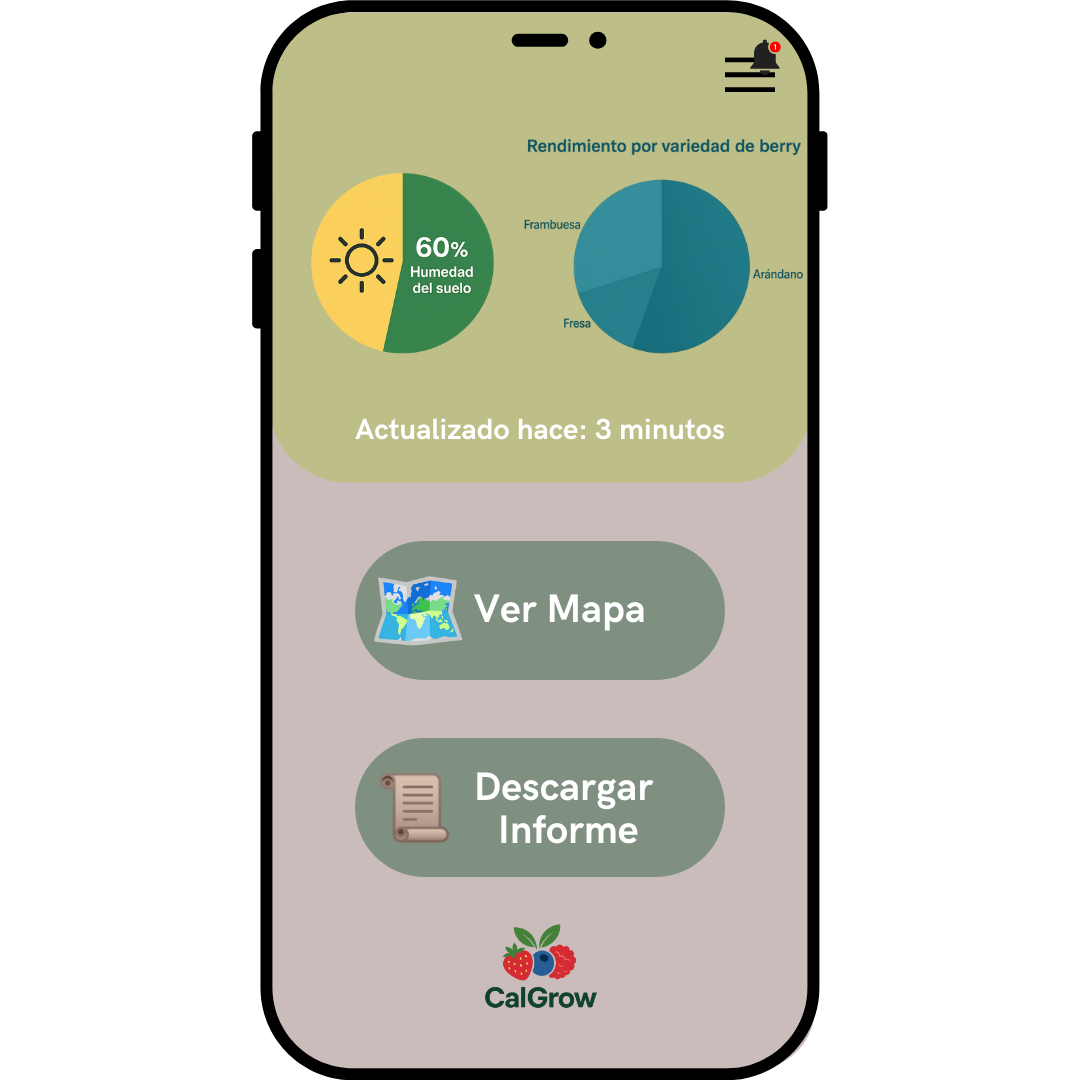 1
Rendimiento por variedad de berry
60%
Humedad
del suelo
Frambuesa
Arándano
Fresa
Actualizado hace: 3 minutos
Ver Mapa
Descargar
Informe
CalGrow